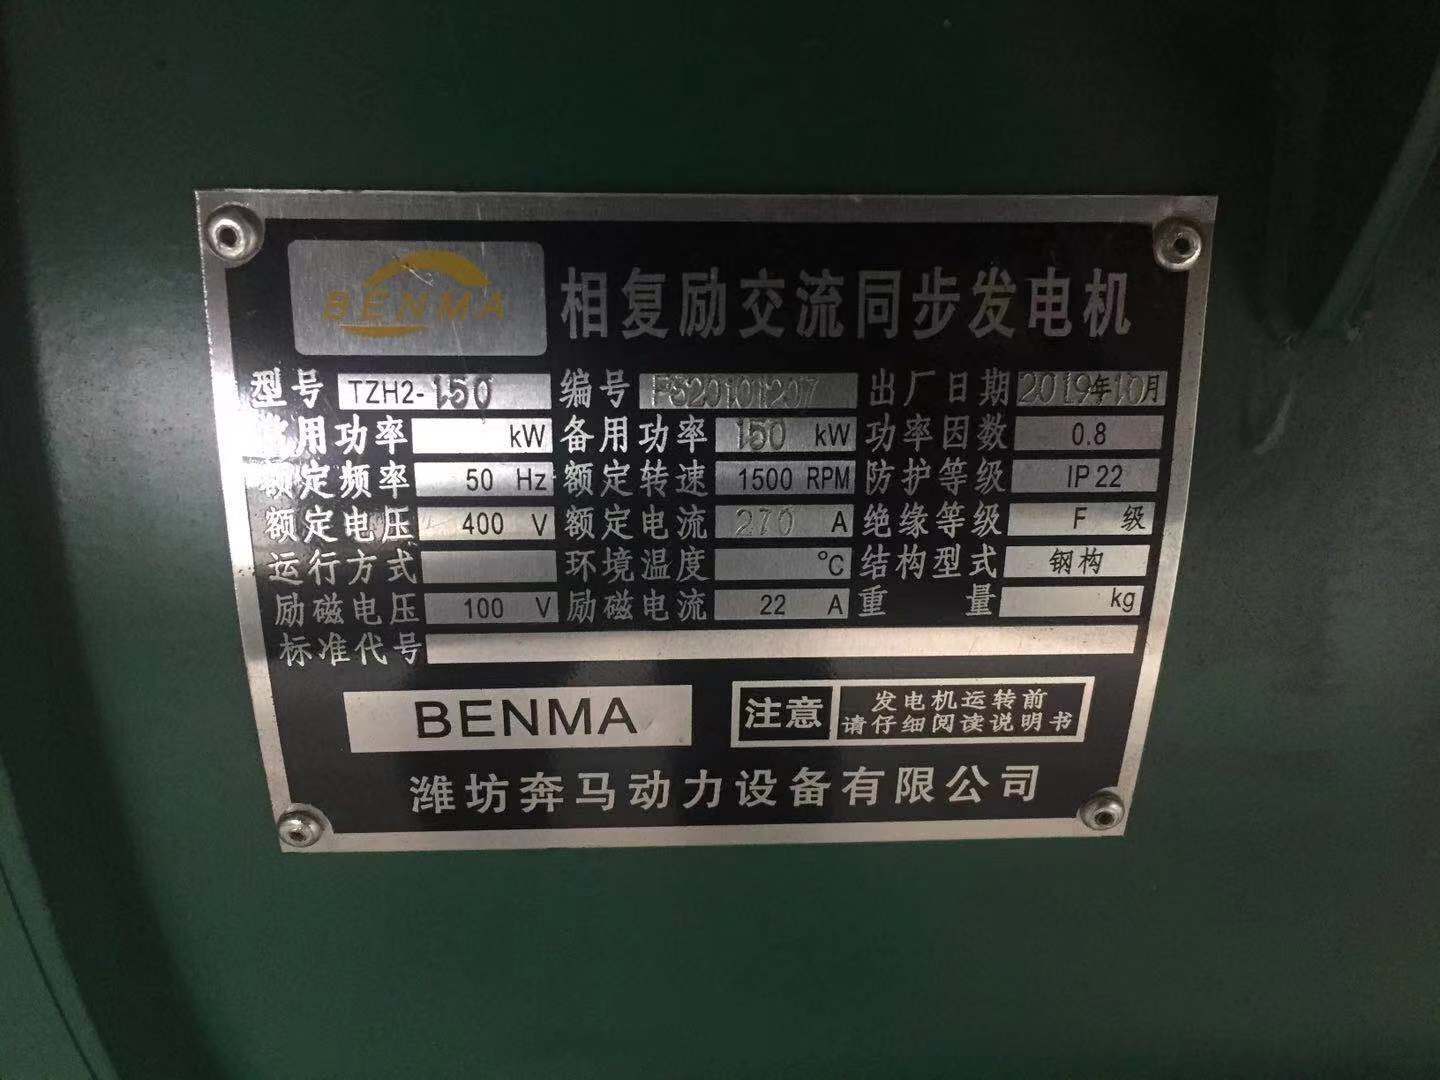 BENMA 相复励交流同步发电机
型号 TZH2-150 编号 FS20101207 出厂日期 2019年10月
常用功率 kW 备用功率 150 kW 功率因数 0.8
额定频率 50 Hz 额定转速 1500 RPM 防护等级 IP 22
额定电压 400 V 额定电流 270 A 绝缘等级 F 级
运行方式 环境温度 ℃ 结构型式 钢构
励磁电压 100 V 励磁电流 22 A 重量 kg
标准代号
BENMA
注意 发电机运转前
请仔细阅读说明书
潍坊奔马动力设备有限公司